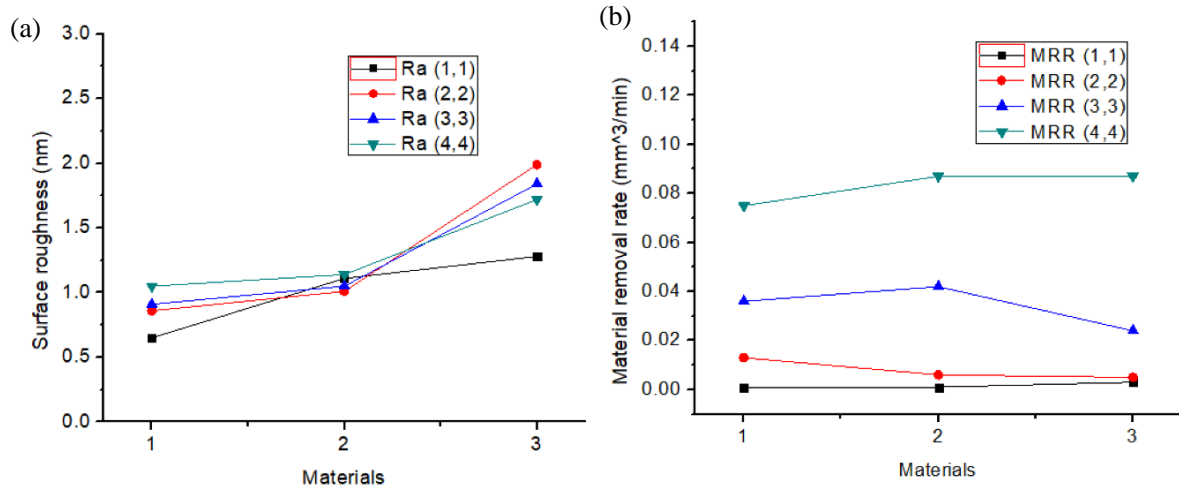 (a)
3.0
2.5
2.0
1.5
1.0
0.5
0.0
Surface roughness (nm)
Ra (1,1)
Ra (2,2)
Ra (3,3)
Ra (4,4)
1 2 3
Materials
(b)
0.14
0.12
0.10
0.08
0.06
0.04
0.02
0.00
Material removal rate (mm^3/min)
MRR (1,1)
MRR (2,2)
MRR (3,3)
MRR (4,4)
1 2 3
Materials